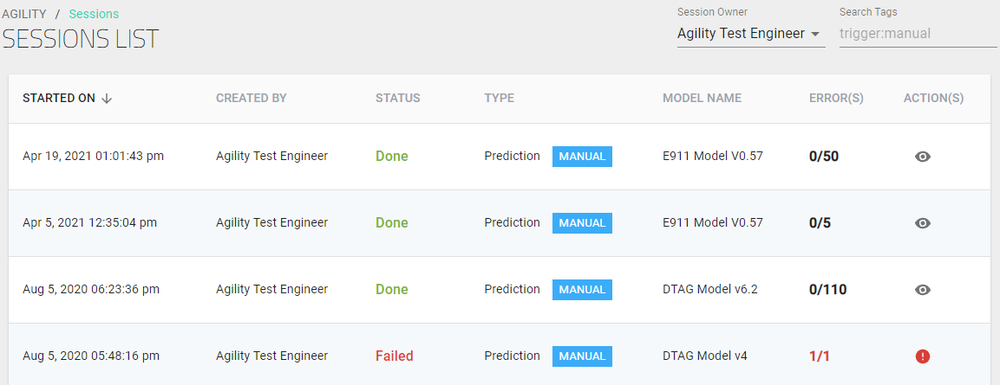 AGILITY / Sessions
SESSIONS LIST
Session Owner
Agility Test Engineer
Search Tags
trigger:manual
STARTED ON CREATED BY STATUS TYPE MODEL NAME ERROR(S) ACTION(S)
Apr 19, 2021 01:01:43 pm Agility Test Engineer Done Prediction MANUAL E911 Model V0.57 0/50
Apr 5, 2021 12:35:04 pm Agility Test Engineer Done Prediction MANUAL E911 Model V0.57 0/5
Aug 5, 2020 06:23:36 pm Agility Test Engineer Done Prediction MANUAL DTAG Model v6.2 0/110
Aug 5, 2020 05:48:16 pm Agility Test Engineer Failed Prediction MANUAL DTAG Model v4 1/1